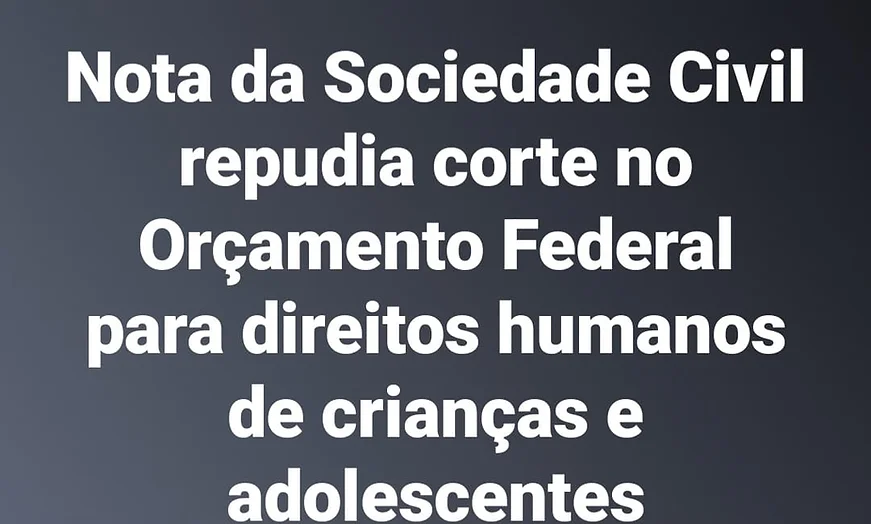 Nota da Sociedade Civil
repudia corte no
Orçamento Federal
para direitos humanos
de crianças e
adolescentes